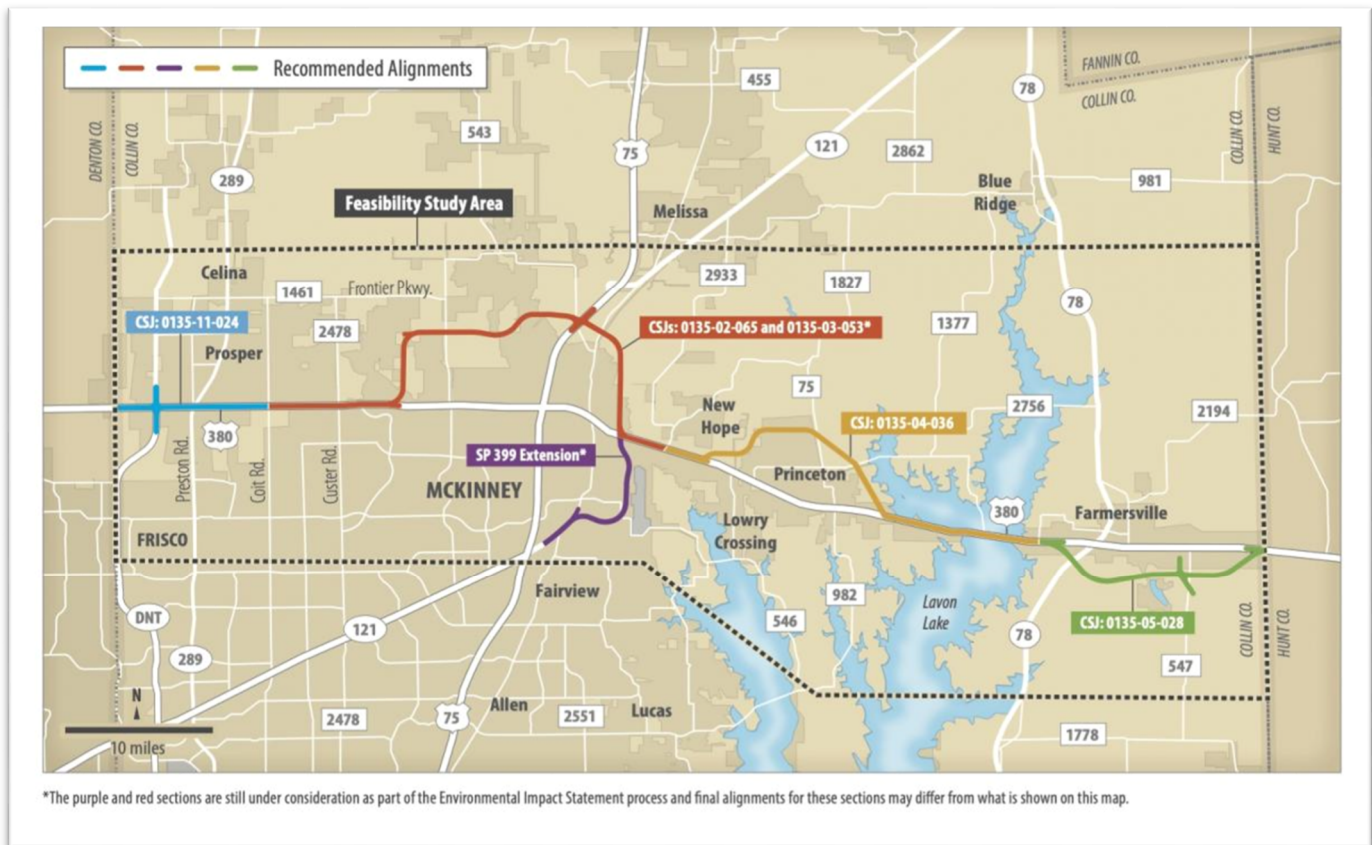 Recommended Alignments
FANNIN CO.
COLLIN CO.
DENTON CO.
COLLIN CO.
COLLIN CO.
HUNT CO.
455
78
543
75
121
2862
289
Blue
Ridge
981
Feasibility Study Area
Melissa
Celina
2933
1827
1461
Frontier Pkwy.
78
CSJ: 0135-11-024
2478
CSJs: 0135-02-065 and 0135-03-053*
1377
Prosper
75
2756
2194
New
Hope
380
CSJ: 0135-04-036
SP 399 Extension*
Princeton
Preston Rd.
Coit Rd.
Custer Rd.
MCKINNEY
380
Farmersville
Lowry
Crossing
FRISCO
Fairview
982
Lavon
Lake
DNT
121
546
78
CSJ: 0135-05-028
COLLIN CO.
HUNT CO.
289
547
N
2478
75
Allen
2551
Lucas
1778
10 miles
*The purple and red sections are still under consideration as part of the Environmental Impact Statement process and final alignments for these sections may differ from what is shown on this map.